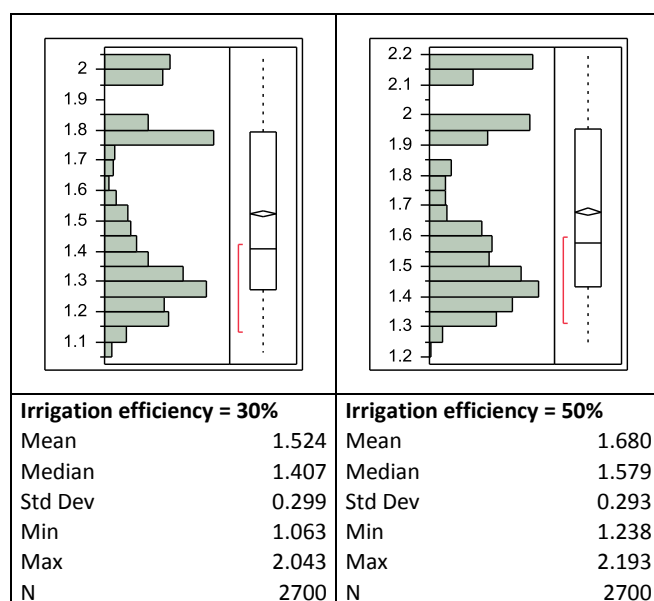 2
1.9
1.8
1.7
1.6
1.5
1.4
1.3
1.2
1.1
2.2
2.1
2
1.9
1.8
1.7
1.6
1.5
1.4
1.3
1.2
Irrigation efficiency = 30%
Mean 1.524
Median 1.407
Std Dev 0.299
Min 1.063
Max 2.043
N 2700
Irrigation efficiency = 50%
Mean 1.680
Median 1.579
Std Dev 0.293
Min 1.238
Max 2.193
N 2700